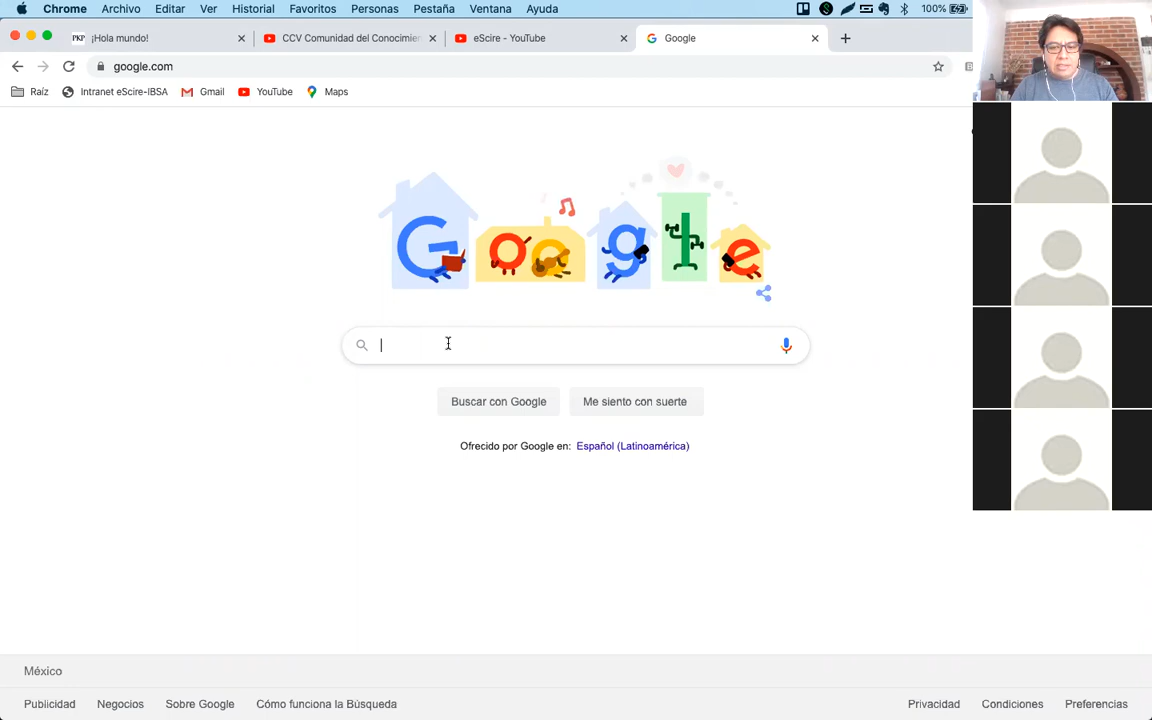 Chrome Archivo Editar Ver Historial Favoritos Personas Pestaña Ventana Ayuda 100%
PKP ¡Hola mundo! CCV Comunidad del Conocimien eScire - YouTube Google
google.com
Raíz Intranet eScire-IBSA Gmail YouTube Maps
Google
Buscar con Google Me siento con suerte
Ofrecido por Google en: Español (Latinoamérica)
México
Publicidad Negocios Sobre Google Cómo funciona la Búsqueda Privacidad Condiciones Preferencias